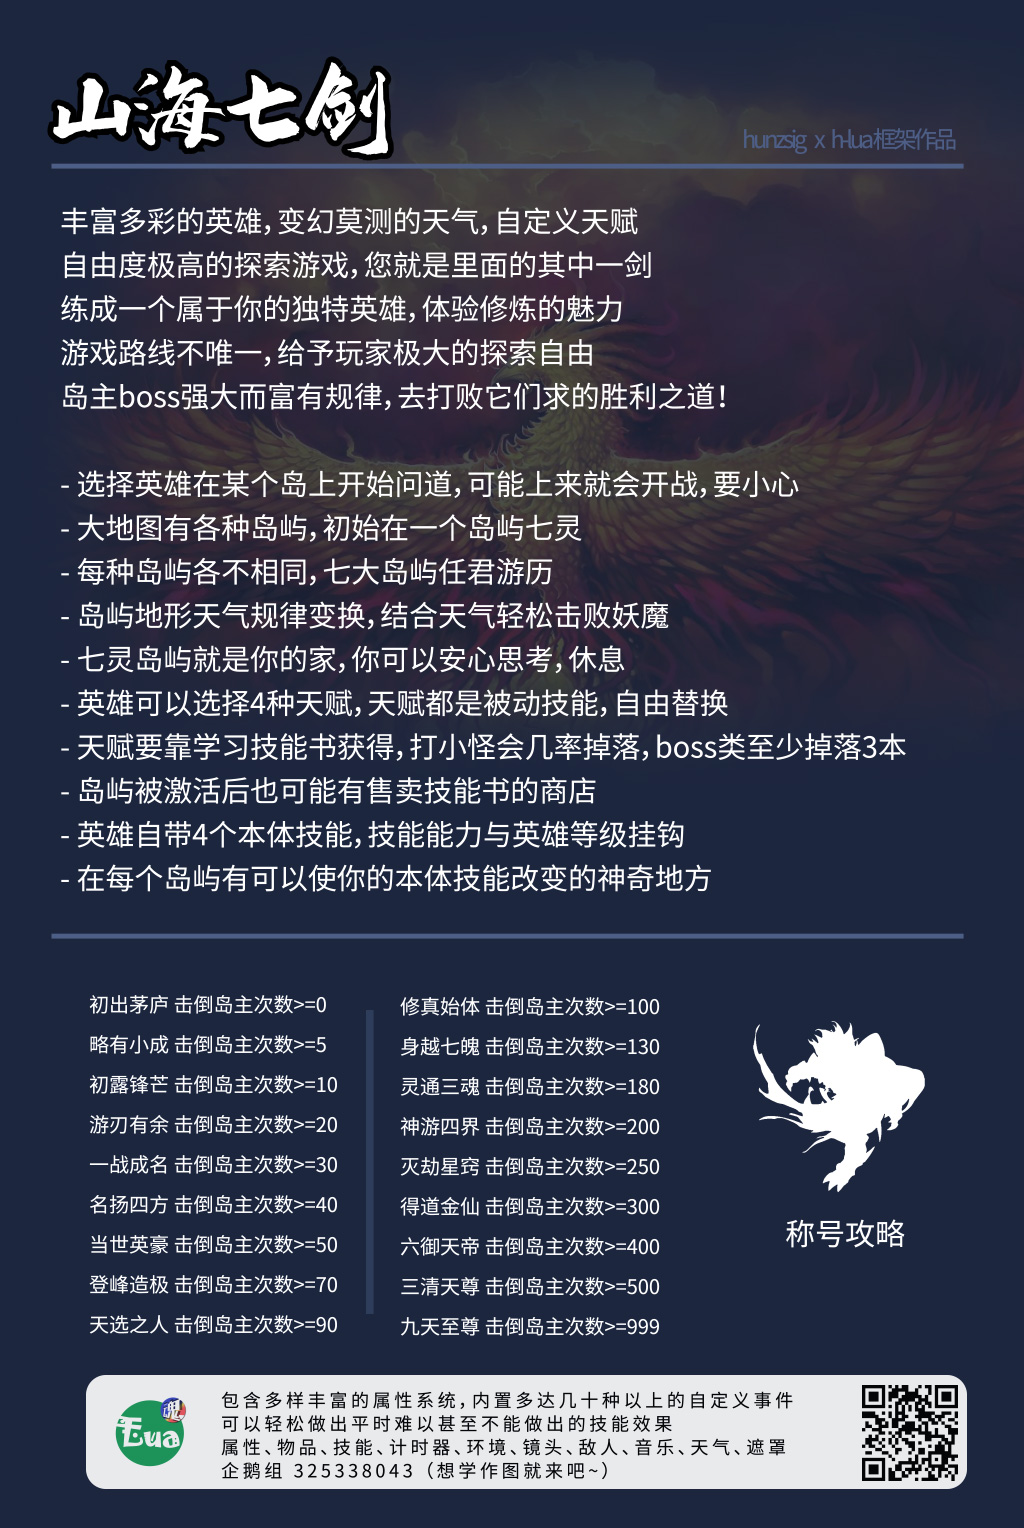 山海七剑
hunzsig x h-lua框架作品
丰富多彩的英雄，变幻莫测的天气，自定义天赋
自由度极高的探索游戏，您就是里面的其中一剑
练成一个属于你的独特英雄，体验修炼的魅力
游戏路线不唯一，给予玩家极大的探索自由
岛主boss强大而富有规律，去打败它们求的胜利之道！
- 选择英雄在某个岛上开始问道，可能上来就会开战，要小心
- 大地图有各种岛屿，初始在一个岛屿七灵
- 每种岛屿各不相同，七大岛屿任君游历
- 岛屿地形天气规律变换，结合天气轻松击败妖魔
- 七灵岛屿就是你的家，你可以安心思考，休息
- 英雄可以选择4种天赋，天赋都是被动技能，自由替换
- 天赋要靠学习技能书获得，打小怪会几率掉落，boss类至少掉落3本
- 岛屿被激活后也可能有售卖技能书的商店
- 英雄自带4个本体技能，技能能力与英雄等级挂钩
- 在每个岛屿有可以使你的本体技能改变的神奇地方
初出茅庐 击倒岛主次数>=0
略有小成 击倒岛主次数>=5
初露锋芒 击倒岛主次数>=10
游刃有余 击倒岛主次数>=20
一战成名 击倒岛主次数>=30
名扬四方 击倒岛主次数>=40
当世英豪 击倒岛主次数>=50
登峰造极 击倒岛主次数>=70
天选之人 击倒岛主次数>=90
修真始体 击倒岛主次数>=100
身越七魄 击倒岛主次数>=130
灵通三魂 击倒岛主次数>=180
神游四界 击倒岛主次数>=200
灭劫星窍 击倒岛主次数>=250
得道金仙 击倒岛主次数>=300
六御天帝 击倒岛主次数>=400
三清天尊 击倒岛主次数>=500
九天至尊 击倒岛主次数>=999
称号攻略
魂
Lua
包含多样丰富的属性系统，内置多达几十种以上的自定义事件
可以轻松做出平时难以甚至不能做出的技能效果
属性、物品、技能、计时器、环境、镜头、敌人、音乐、天气、遮罩
企鹅组 325338043（想学作图就来吧~）